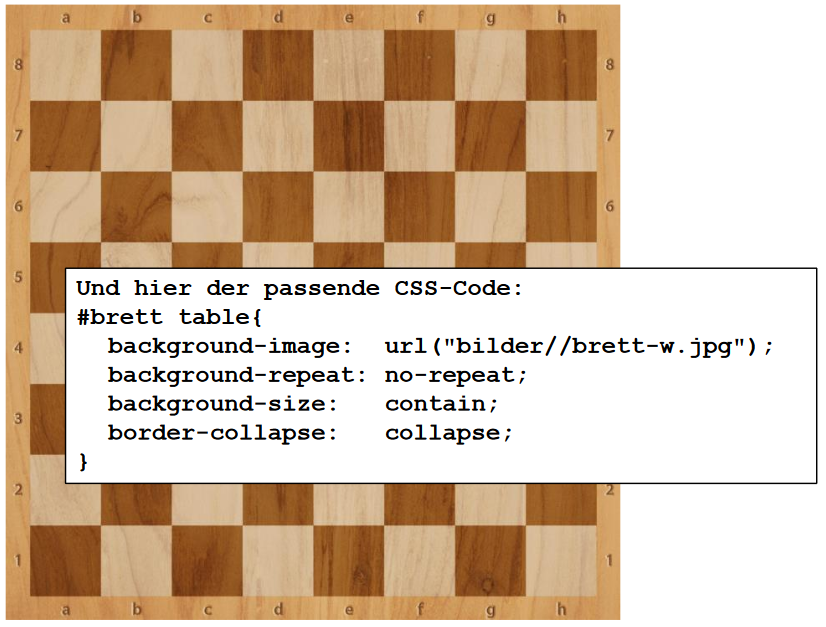 a b c d e f g h
8 8
7 7
6 6
5
Und hier der passende CSS-Code:
#brett table{
background-image: url("bilder//brett-w.jpg");
4
background-repeat: no-repeat;
background-size: contain;
3
border-collapse: collapse;
}
2 2
1 1
a b c d e f g h